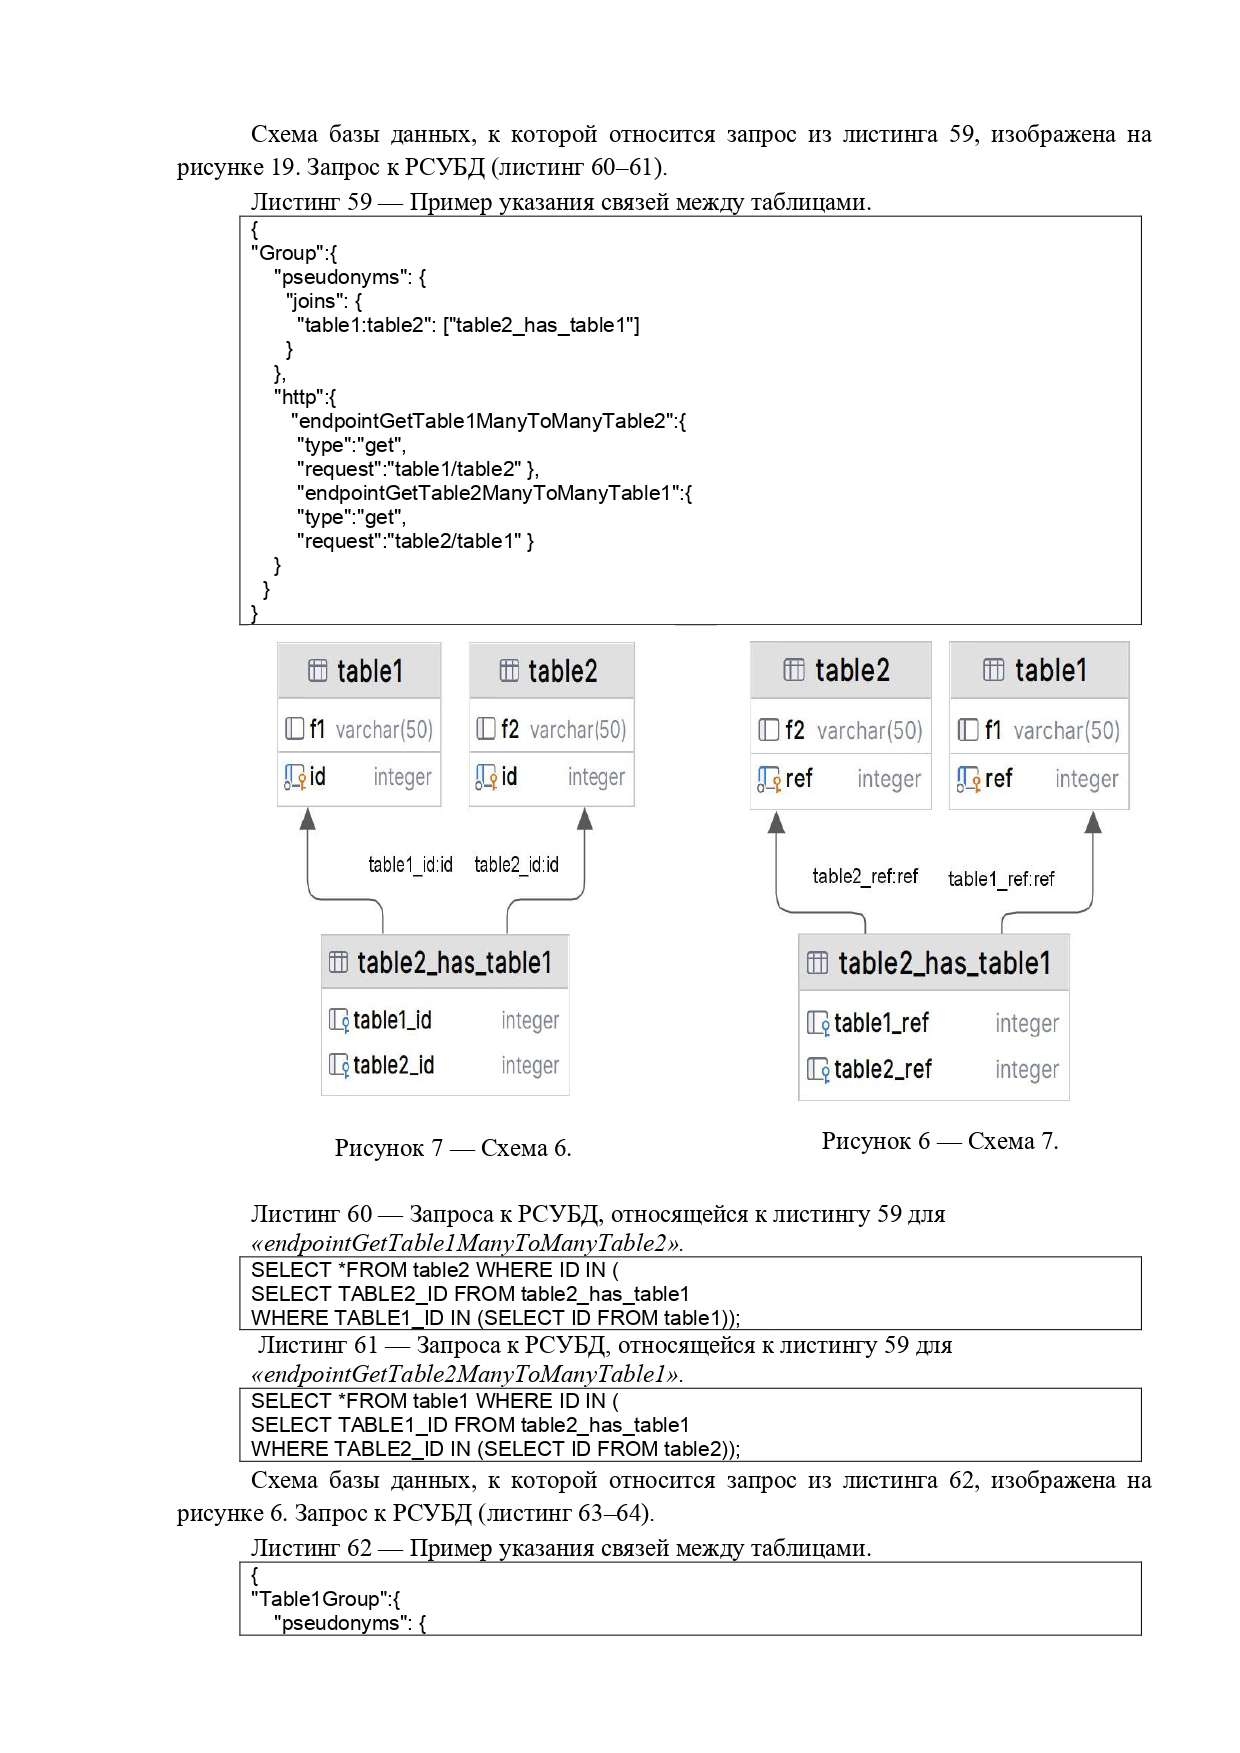 Схема базы данных, к которой относится запрос из листинга 59, изображена на
рисунке 19. Запрос к РСУБД (листинг 60–61).
Листинг 59 — Пример указания связей между таблицами.
{
"Group":{
"pseudonyms": {
"joins": {
"table1:table2": ["table2_has_table1"]
}
},
"http":{
"endpointGetTable1ManyToManyTable2":{
"type":"get",
"request":"table1/table2" },
"endpointGetTable2ManyToManyTable1":{
"type":"get",
"request":"table2/table1" }
}
}
}
table1
f1 varchar(50)
id integer
table2
f2 varchar(50)
id integer
table1_id:id table2_id:id
table2_has_table1
table1_id integer
table2_id integer
Рисунок 7 — Схема 6.
table2
f2 varchar(50)
ref integer
table1
f1 varchar(50)
ref integer
table2_ref:ref table1_ref:ref
table2_has_table1
table1_ref integer
table2_ref integer
Рисунок 6 — Схема 7.
Листинг 60 — Запроса к РСУБД, относящейся к листингу 59 для
«endpointGetTable1ManyToManyTable2».
SELECT *FROM table2 WHERE ID IN (
SELECT TABLE2_ID FROM table2_has_table1
WHERE TABLE1_ID IN (SELECT ID FROM table1));
Листинг 61 — Запроса к РСУБД, относящейся к листингу 59 для
«endpointGetTable2ManyToManyTable1».
SELECT *FROM table1 WHERE ID IN (
SELECT TABLE1_ID FROM table2_has_table1
WHERE TABLE2_ID IN (SELECT ID FROM table2));
Схема базы данных, к которой относится запрос из листинга 62, изображена на
рисунке 6. Запрос к РСУБД (листинг 63–64).
Листинг 62 — Пример указания связей между таблицами.
{
"Table1Group":{
"pseudonyms": {